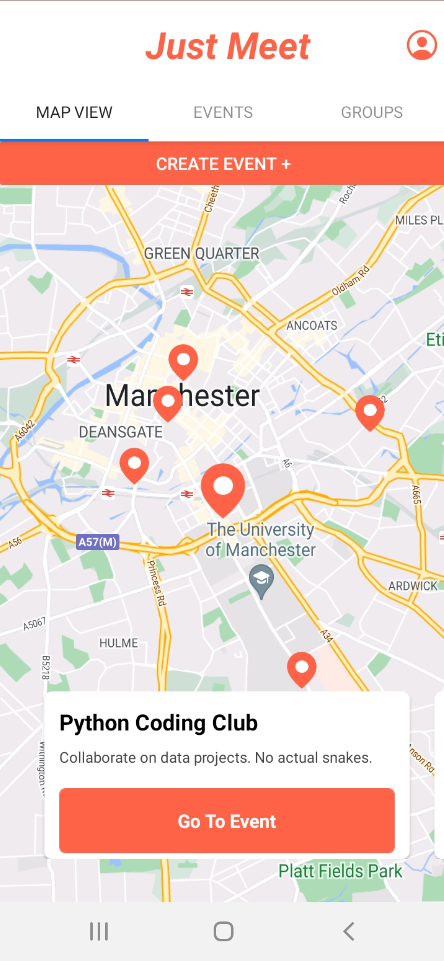 Just Meet
MAP VIEW
EVENTS
GROUPS
CREATE EVENT +
Cheeth
Roch
MILES PL
GREEN QUARTER
Oldham Rd
ANCOATS
Eti
Manchester
DEANSGATE
A6042
A6
A665
A56
A57(M)
The University
of Manchester
Princess Rd
ARDWICK
A5067
A34
HULME
B5218
Python Coding Club
Collaborate on data projects. No actual snakes.
Go To Event
Platt Fields Park